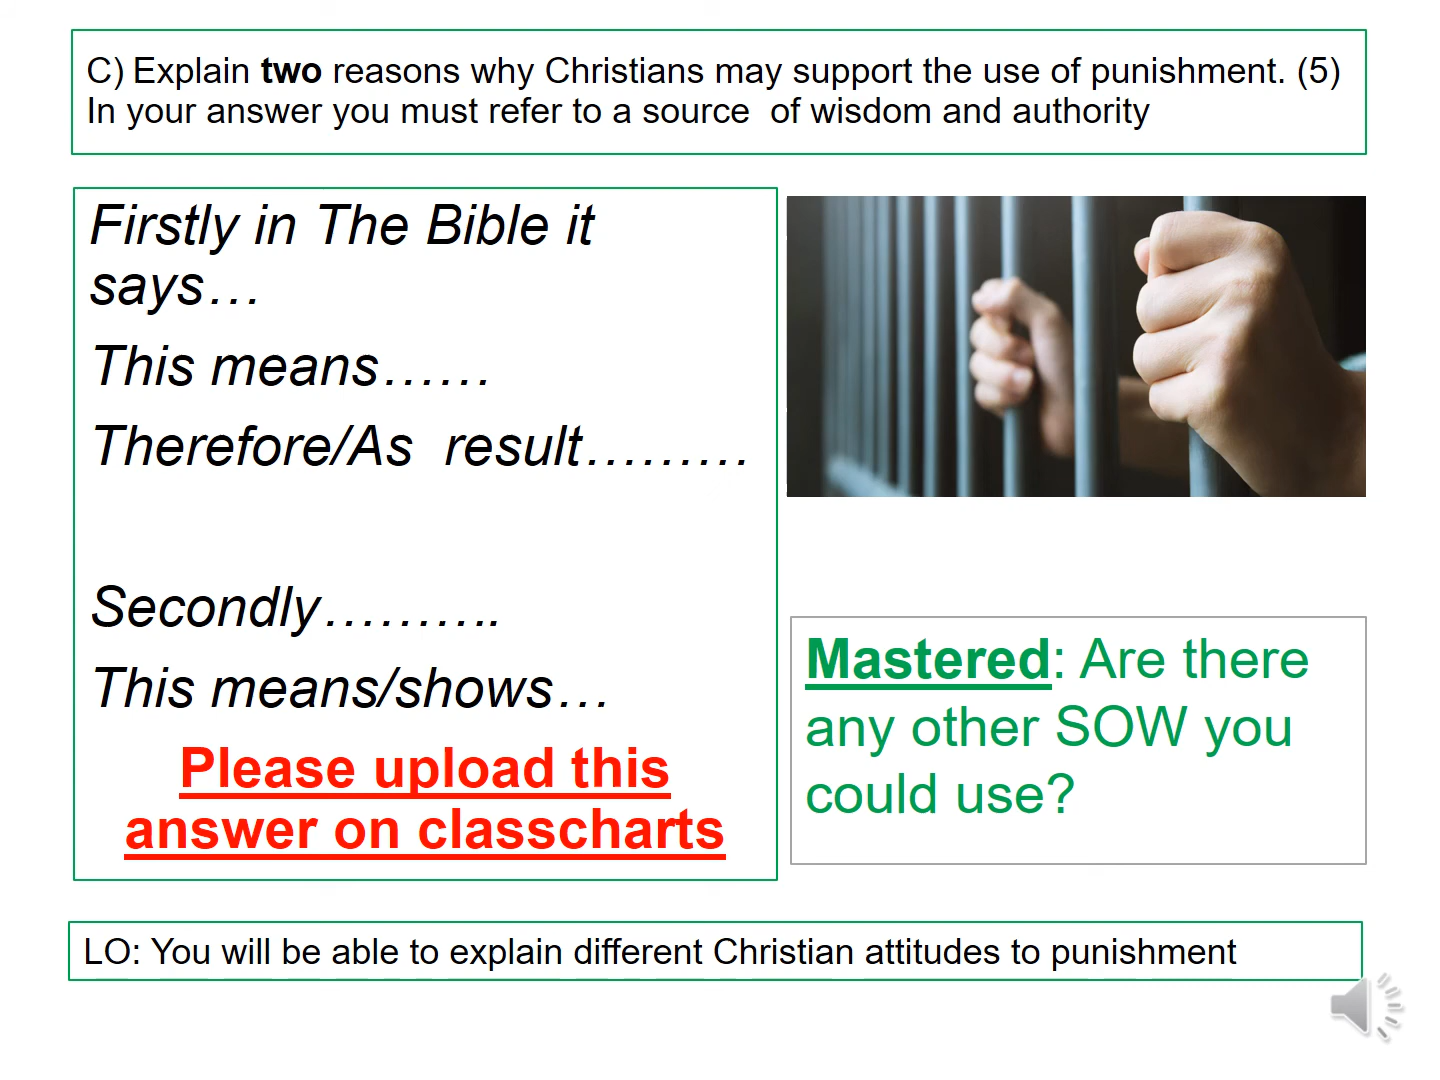 C) Explain two reasons why Christians may support the use of punishment. (5)
In your answer you must refer to a source  of wisdom and authority
Firstly in The Bible it
says…
This means……
Therefore/As  result………
Secondly……….
This means/shows…
Please upload this
answer on classcharts
Mastered: Are there
any other SOW you
could use?
LO: You will be able to explain different Christian attitudes to punishment